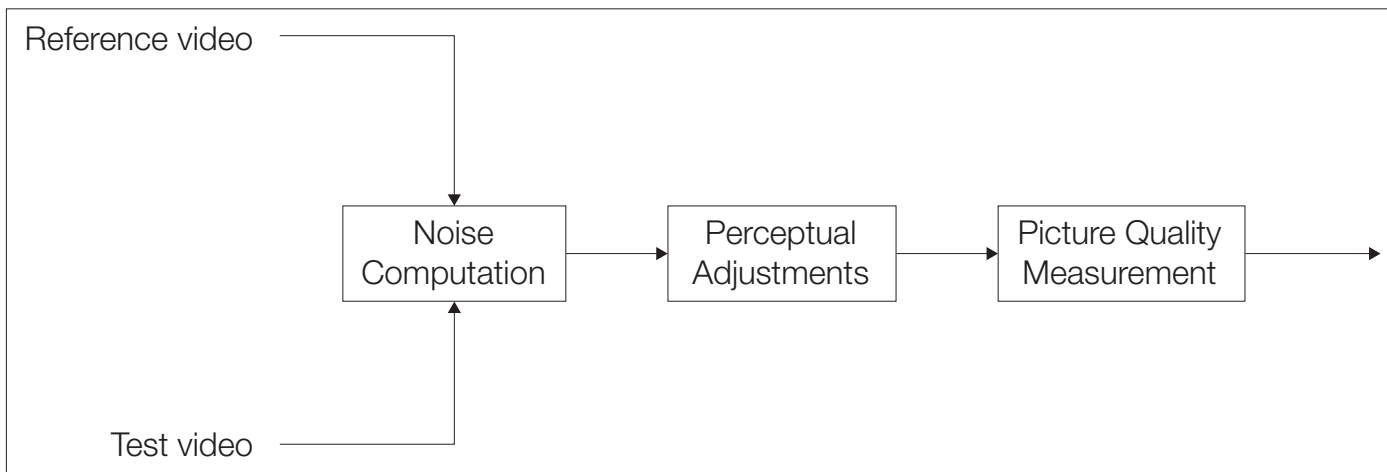 Reference video
Noise
Computation
Perceptual
Adjustments
Picture Quality
Measurement
Test video